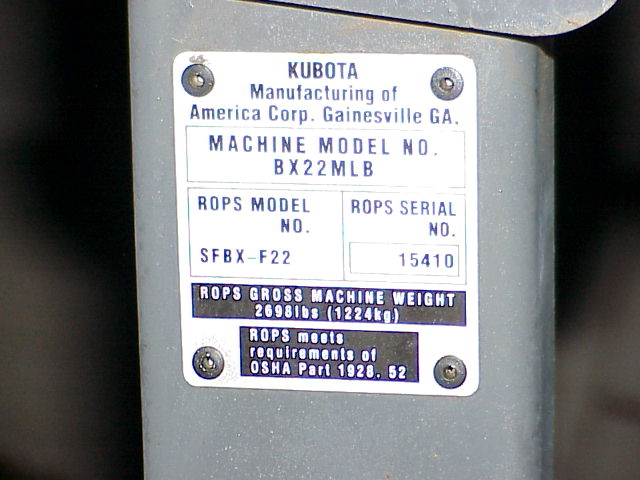 KUBOTA
Manufacturing of
America Corp. Gainesville GA.
MACHINE MODEL NO.
BX22MLB
ROPS MODEL
NO.
SFBX-F22
ROPS SERIAL
NO.
15410
ROPS GROSS MACHINE WEIGHT
2698lbs (1224kg)
ROPS meets
requirements of
OSHA Part 1928. 52